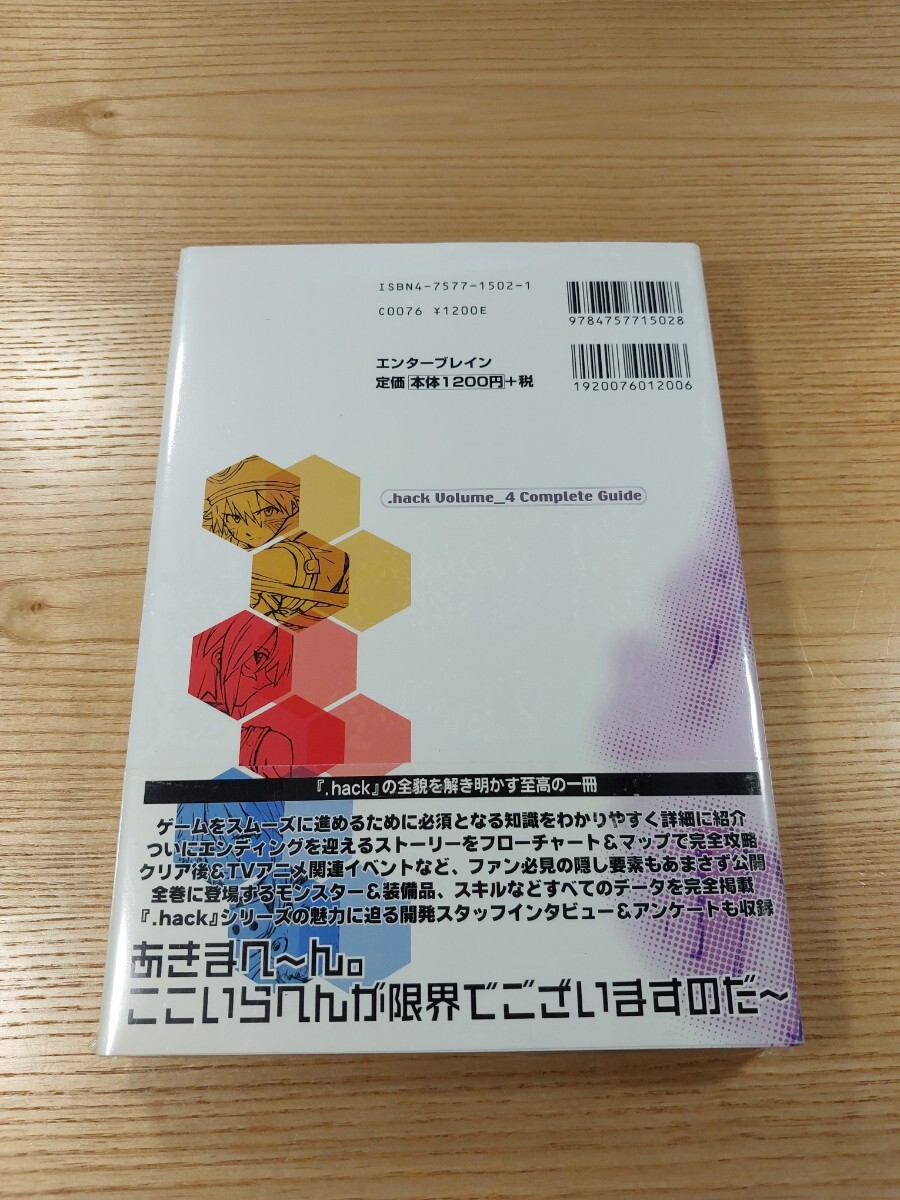 ISBN4-7577-1502-1
C0076 ¥1200E
9784757715028
エンターブレイン
定価 本体1200円+税
1920076012006
.hack Volume_4 Complete Guide
『.hack』の全貌を解き明かす至高の一冊
ゲームをスムーズに進めるために必須となる知識をわかりやすく詳細に紹介
ついにエンディングを迎えるストーリーをフローチャート＆マップで完全攻略
クリア後＆TVアニメ関連イベントなど、ファン必見の隠し要素もあまさず公開
全巻に登場するモンスター＆装備品、スキルなどすべてのデータを完全掲載
『.hack』シリーズの魅力に迫る開発スタッフインタビュー＆アンケートも収録
あきまへ～ん。
ここいらへんが限界でございますのだ～